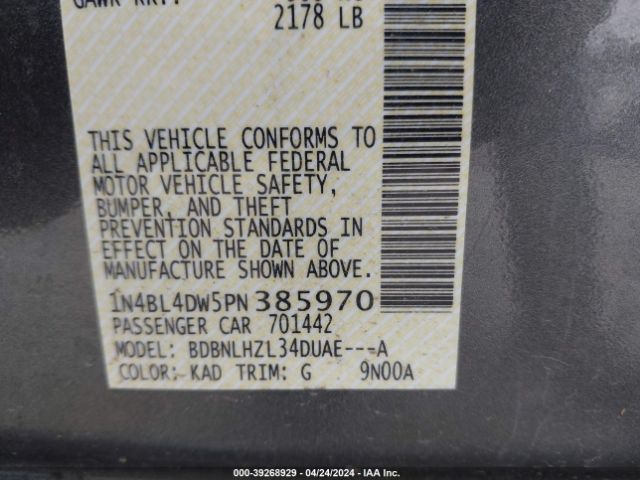 2178 LB
THIS VEHICLE CONFORMS TO
ALL APPLICABLE FEDERAL
MOTOR VEHICLE SAFETY,
BUMPER, AND THEFT
PREVENTION STANDARDS IN
EFFECT ON THE DATE OF
MANUFACTURE SHOWN ABOVE.
1N4BL4DW5PN385970
PASSENGER CAR 701442
MODEL: BDBNLHZL34DUAE---A
COLOR: KAD TRIM: G 9N00A
000-39268929 / 04/24/2024 / IAA Inc.